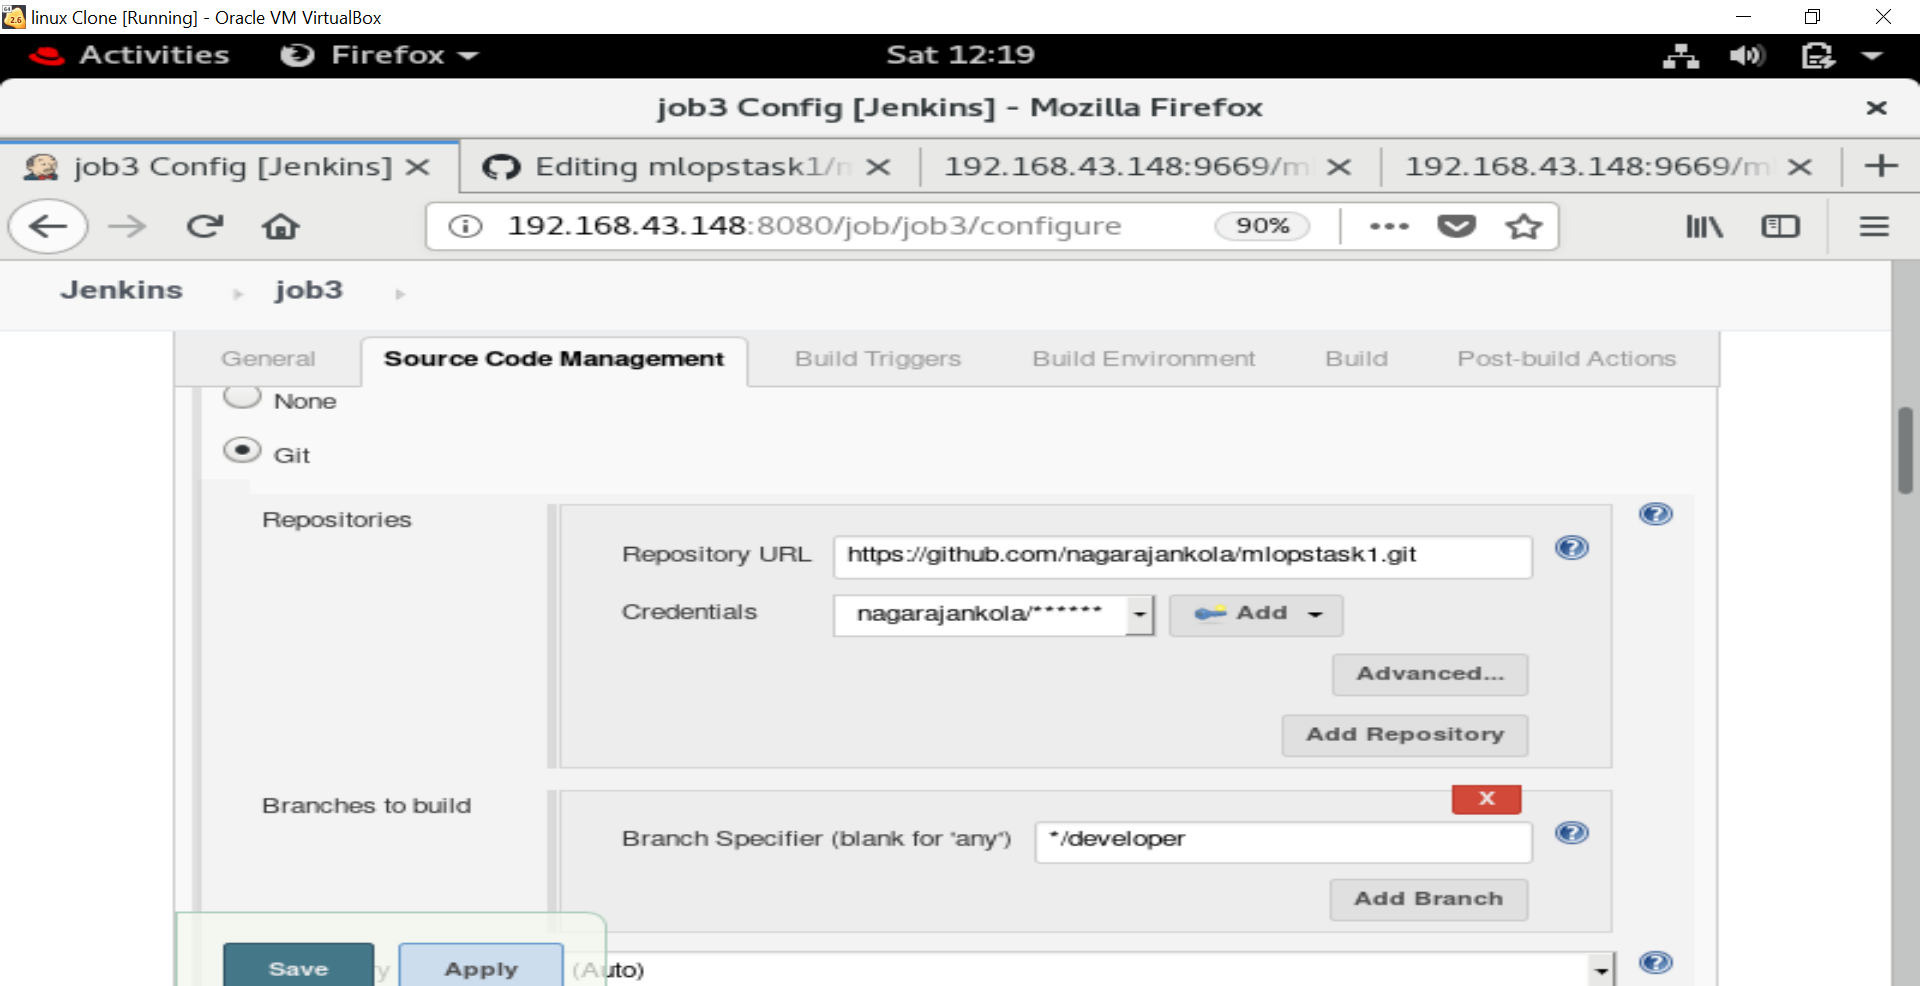 linux Clone [Running] - Oracle VM VirtualBox
Activities Firefox Sat 12:19
job3 Config [Jenkins] - Mozilla Firefox
job3 Config [Jenkins] Editing mlopstask1/ 192.168.43.148:9669/m 192.168.43.148:9669/m
192.168.43.148:8080/job/job3/configure 90%
Jenkins job3
General Source Code Management Build Triggers Build Environment Build Post-build Actions
None
Git
Repositories
Repository URL https://github.com/nagarajankola/mlopstask1.git
Credentials nagarajankola/****** Add
Advanced...
Add Repository
Branches to build
X
Branch Specifier (blank for 'any') */developer
Add Branch
Save Apply (Auto)